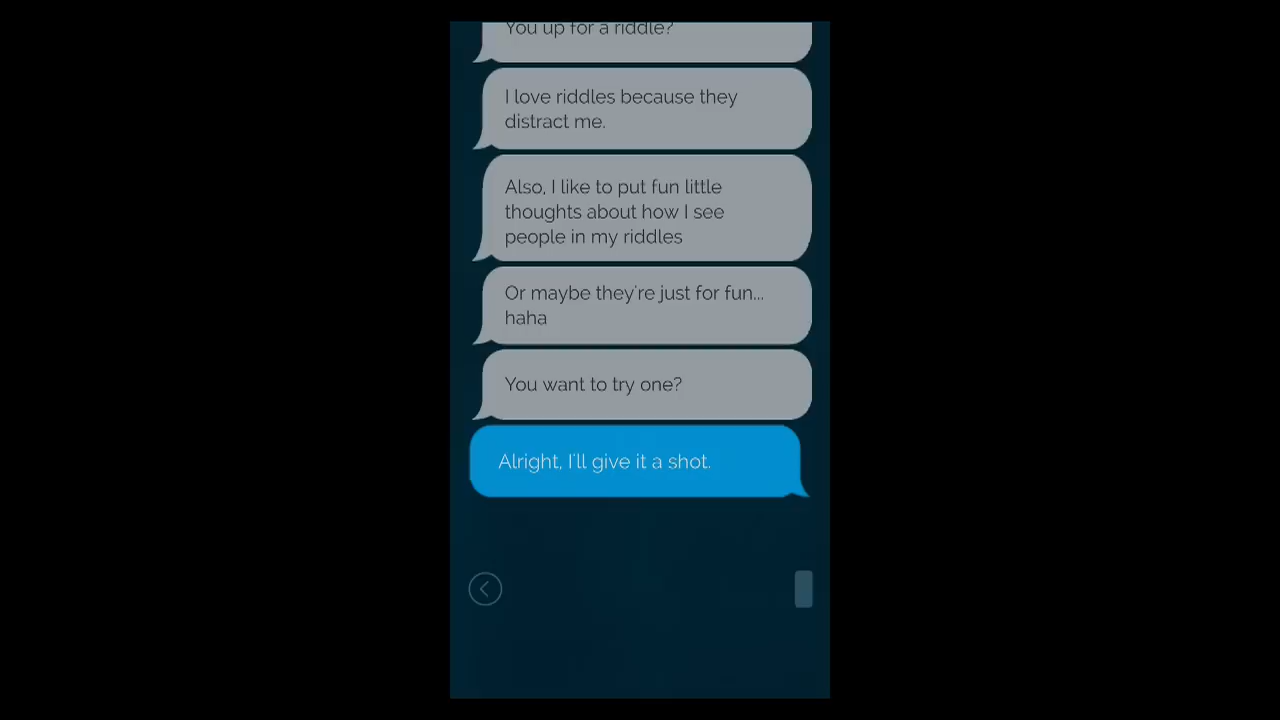 You up for a riddle?
I love riddles because they
distract me.
Also, I like to put fun little
thoughts about how I see
people in my riddles
Or maybe they're just for fun...
haha
You want to try one?
Alright, I'll give it a shot.